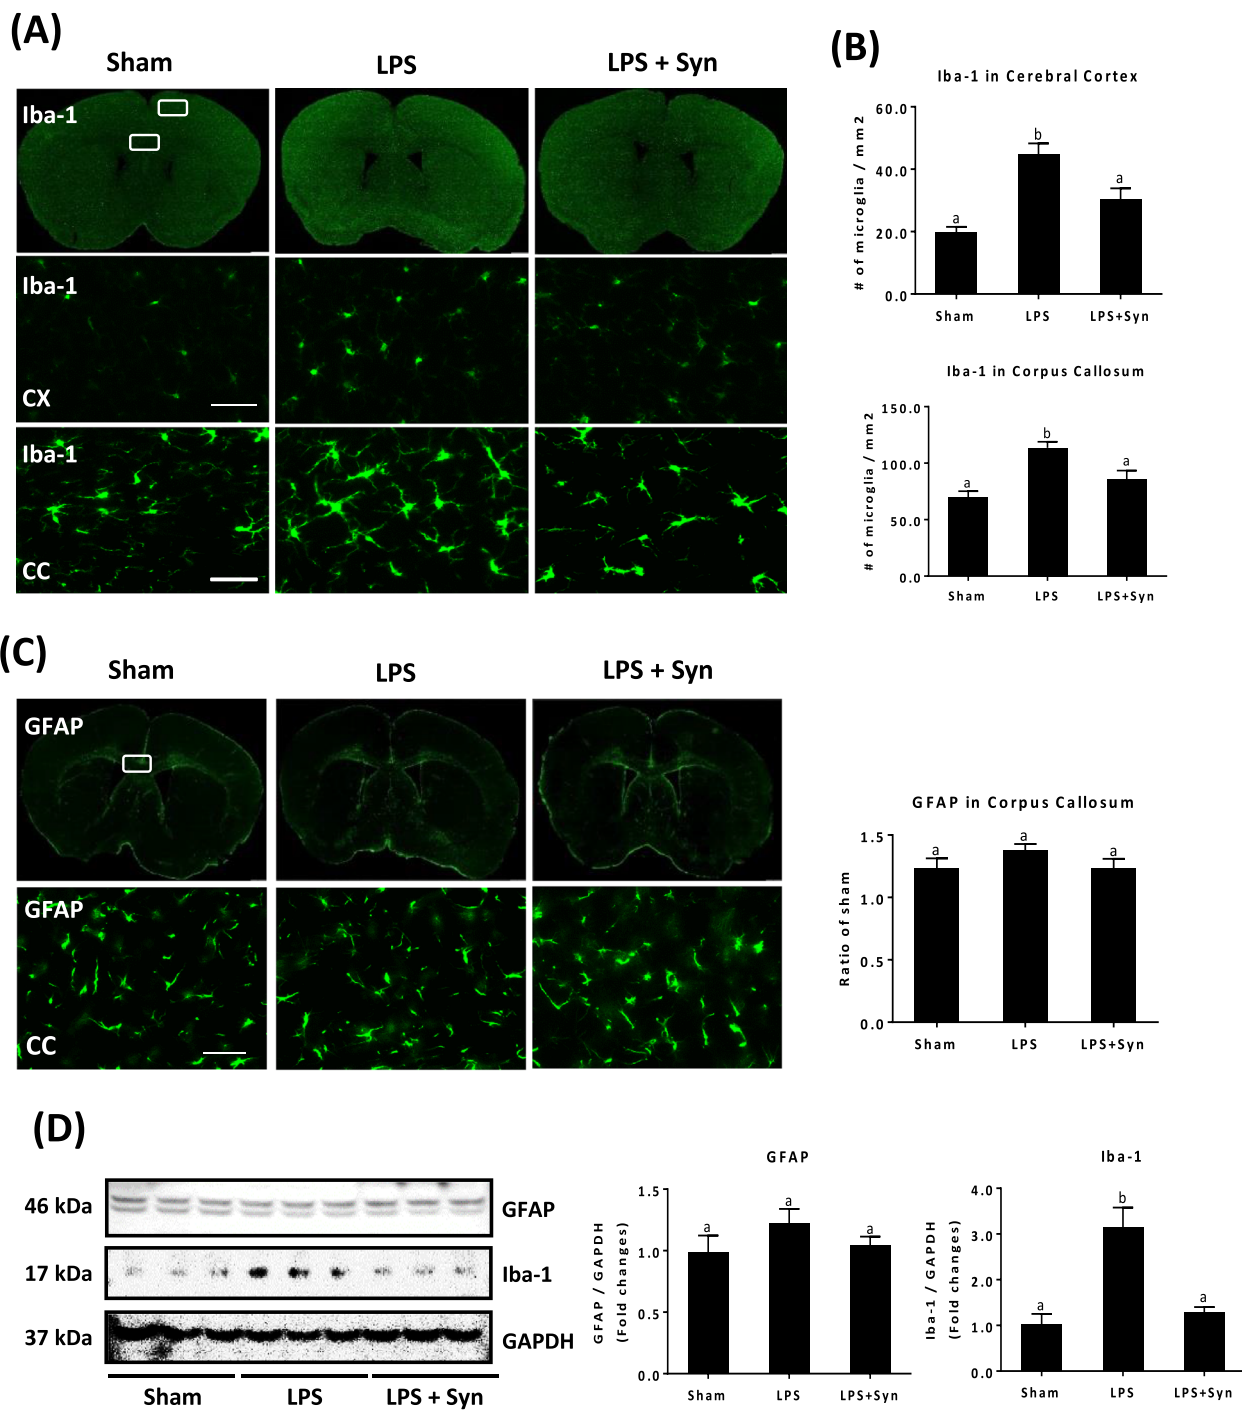 (A)
Sham
LPS
LPS + Syn
Iba-1
Iba-1
CX
Iba-1
CC
(B)
Iba-1 in Cerebral Cortex
# of microglia / mm2
60.0
40.0
20.0
0.0
a
b
a
Sham
LPS
LPS+Syn
Iba-1 in Corpus Callosum
# of microglia / mm2
150.0
100.0
50.0
0.0
a
b
a
Sham
LPS
LPS+Syn
(C)
Sham
LPS
LPS + Syn
GFAP
GFAP
CC
GFAP in Corpus Callosum
Ratio of sham
1.5
1.0
0.5
0.0
a
a
a
Sham
LPS
LPS+Syn
(D)
46 kDa
GFAP
17 kDa
Iba-1
37 kDa
GAPDH
Sham
LPS
LPS + Syn
GFAP
GFAP / GAPDH
(Fold changes)
1.5
1.0
0.5
0.0
a
a
a
Sham
LPS
LPS+Syn
Iba-1
Iba-1 / GAPDH
(Fold changes)
4.0
3.0
2.0
1.0
0.0
a
b
a
Sham
LPS
LPS+Syn